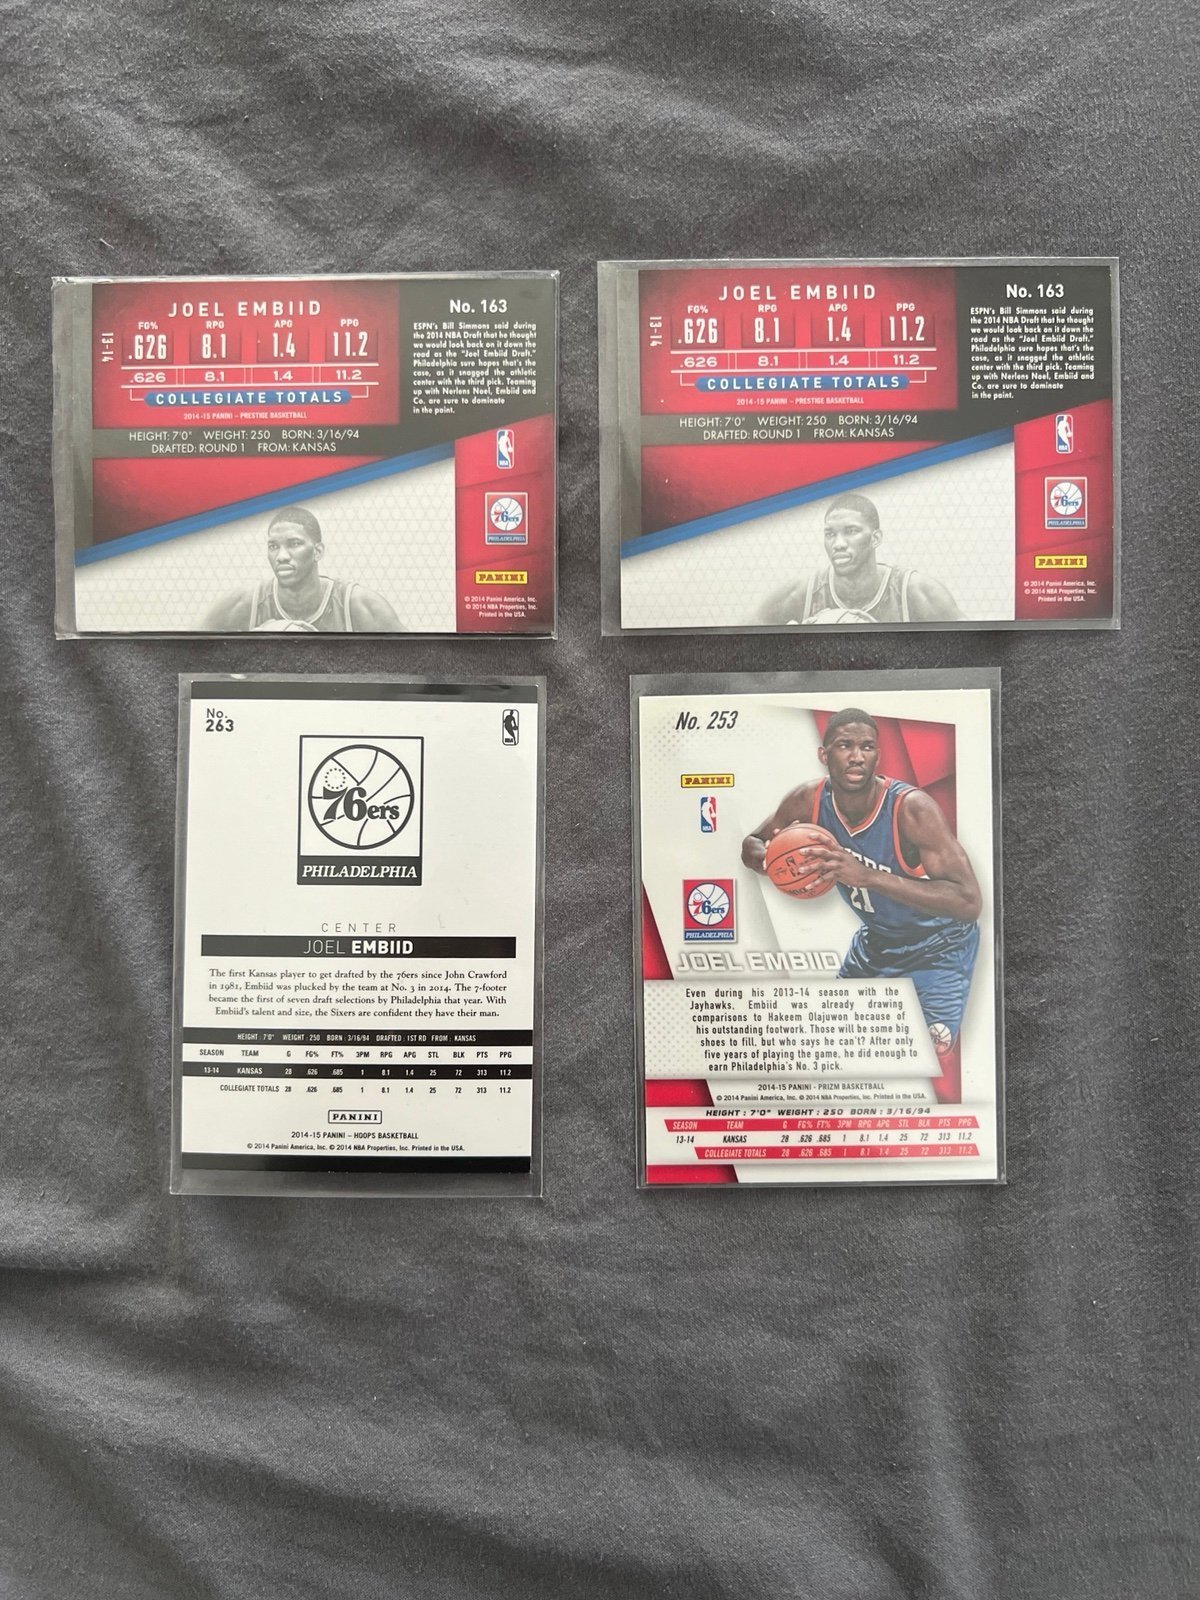 JOEL EMBIID
FG% RPG APG PPG
13-14
.626 8.1 1.4 11.2
.626 8.1 1.4 11.2
COLLEGIATE TOTALS
2014-15 PANINI – PRESTIGE BASKETBALL
HEIGHT: 7'0" WEIGHT: 250 BORN: 3/16/94
DRAFTED: ROUND 1 FROM: KANSAS
No. 163
ESPN's Bill Simmons said during
the 2014 NBA Draft that he thought
we would look back on it down the
road as the "Joel Embiid Draft."
Philadelphia sure hopes that's the
case, as it snagged the athletic
center with the third pick. Teaming
up with Nerlens Noel, Embiid and
Co. are sure to dominate
in the paint.
NBA
76ers
PHILADELPHIA
PANINI
© 2014 Panini America, Inc.
© 2014 NBA Properties, Inc.
Printed in the USA.
JOEL EMBIID
FG% RPG APG PPG
13-14
.626 8.1 1.4 11.2
.626 8.1 1.4 11.2
COLLEGIATE TOTALS
2014-15 PANINI – PRESTIGE BASKETBALL
HEIGHT: 7'0" WEIGHT: 250 BORN: 3/16/94
DRAFTED: ROUND 1 FROM: KANSAS
No. 163
ESPN's Bill Simmons said during
the 2014 NBA Draft that he thought
we would look back on it down the
road as the "Joel Embiid Draft."
Philadelphia sure hopes that's the
case, as it snagged the athletic
center with the third pick. Teaming
up with Nerlens Noel, Embiid and
Co. are sure to dominate
in the paint.
NBA
76ers
PHILADELPHIA
PANINI
© 2014 Panini America, Inc.
© 2014 NBA Properties, Inc.
Printed in the USA.
No.
263
NBA
76ers
PHILADELPHIA
CENTER
JOEL EMBIID
The first Kansas player to get drafted by the 76ers since John Crawford
in 1981, Embiid was plucked by the team at No. 3 in 2014. The 7-footer
became the first of seven draft selections by Philadelphia that year. With
Embiid's talent and size, the Sixers are confident they have their man.
HEIGHT: 7'0" WEIGHT: 250 BORN: 3/16/94 DRAFTED: 1ST RD FROM: KANSAS
SEASON TEAM G FG% FT% 3PM RPG APG STL BLK PTS PPG
13-14 KANSAS 28 .626 .685 1 8.1 1.4 25 72 313 11.2
COLLEGIATE TOTALS 28 .626 .685 1 8.1 1.4 25 72 313 11.2
PANINI
2014-15 PANINI – HOOPS BASKETBALL
© 2014 Panini America, Inc. © 2014 NBA Properties, Inc. Printed in the USA.
No. 253
PANINI
NBA
21
76ers
PHILADELPHIA
JOEL EMBIID
Even during his 2013-14 season with the
Jayhawks, Embiid was already drawing
comparisons to Hakeem Olajuwon because of
his outstanding footwork. Those will be some big
shoes to fill, but who says he can't? After only
five years of playing the game, he did enough to
earn Philadelphia's No. 3 pick.
2014-15 PANINI - PRIZM BASKETBALL
© 2014 Panini America, Inc. © 2014 NBA Properties, Inc. Printed in the USA.
HEIGHT : 7'0" WEIGHT : 250 BORN : 3/16/94
SEASON TEAM G FG% FT% 3PM RPG APG STL BLK PTS PPG
13-14 KANSAS 28 .626 .685 1 8.1 1.4 25 72 313 11.2
COLLEGIATE TOTALS 28 .626 .685 1 8.1 1.4 25 72 313 11.2